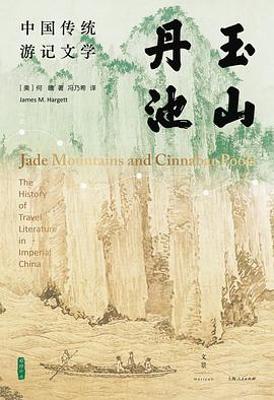 中国传统
游记文学
[美] 何瞻 著 冯乃希 译
James M. Hargett
玉山
丹池
Jade Mountains and Cinnabar Pools
The
History of
Travel
Literature
in
Imperial
China
文景
Horizon
上海人民出版社